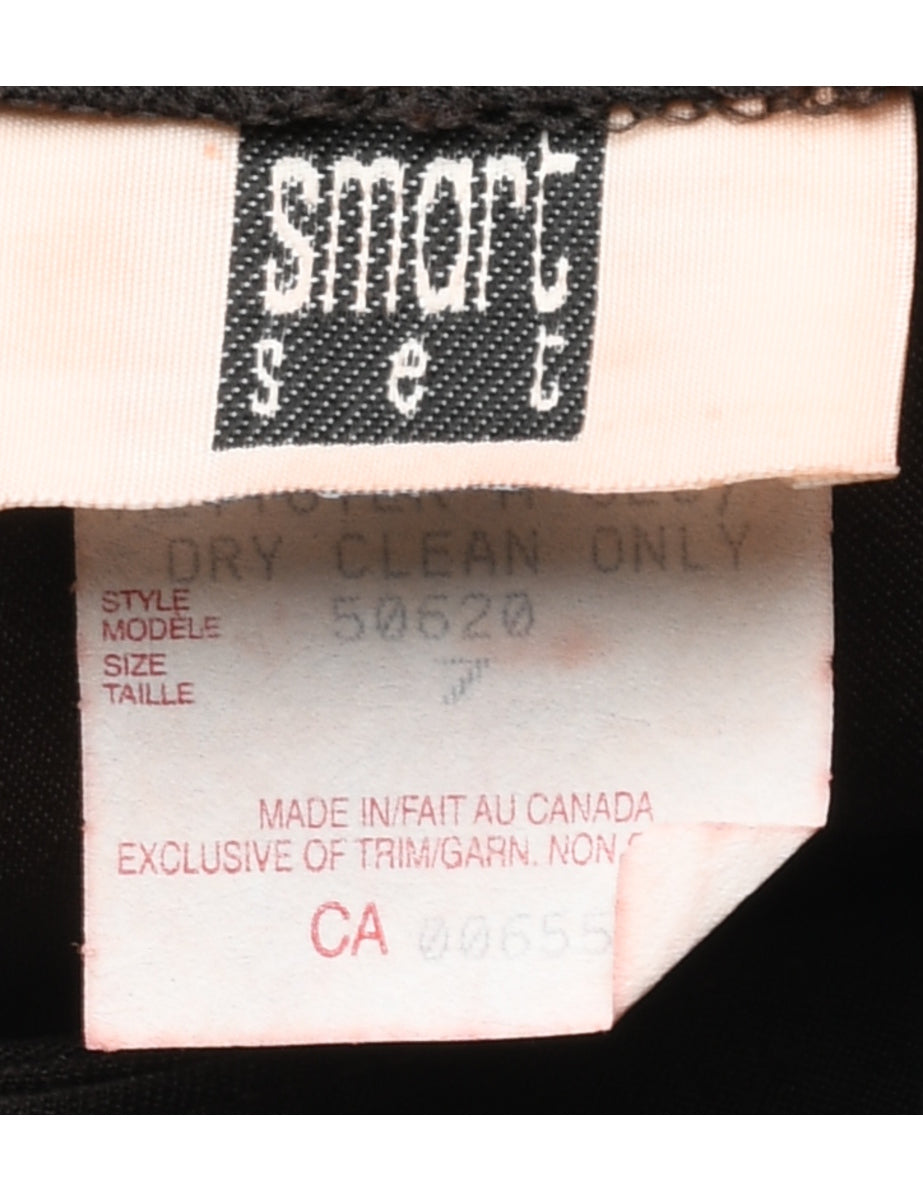 smart
set
DRY CLEAN ONLY
STYLE
MODÈLE 50620
SIZE
TAILLE 7
MADE IN/FAIT AU CANADA
EXCLUSIVE OF TRIM/GARN. NON
CA 00655